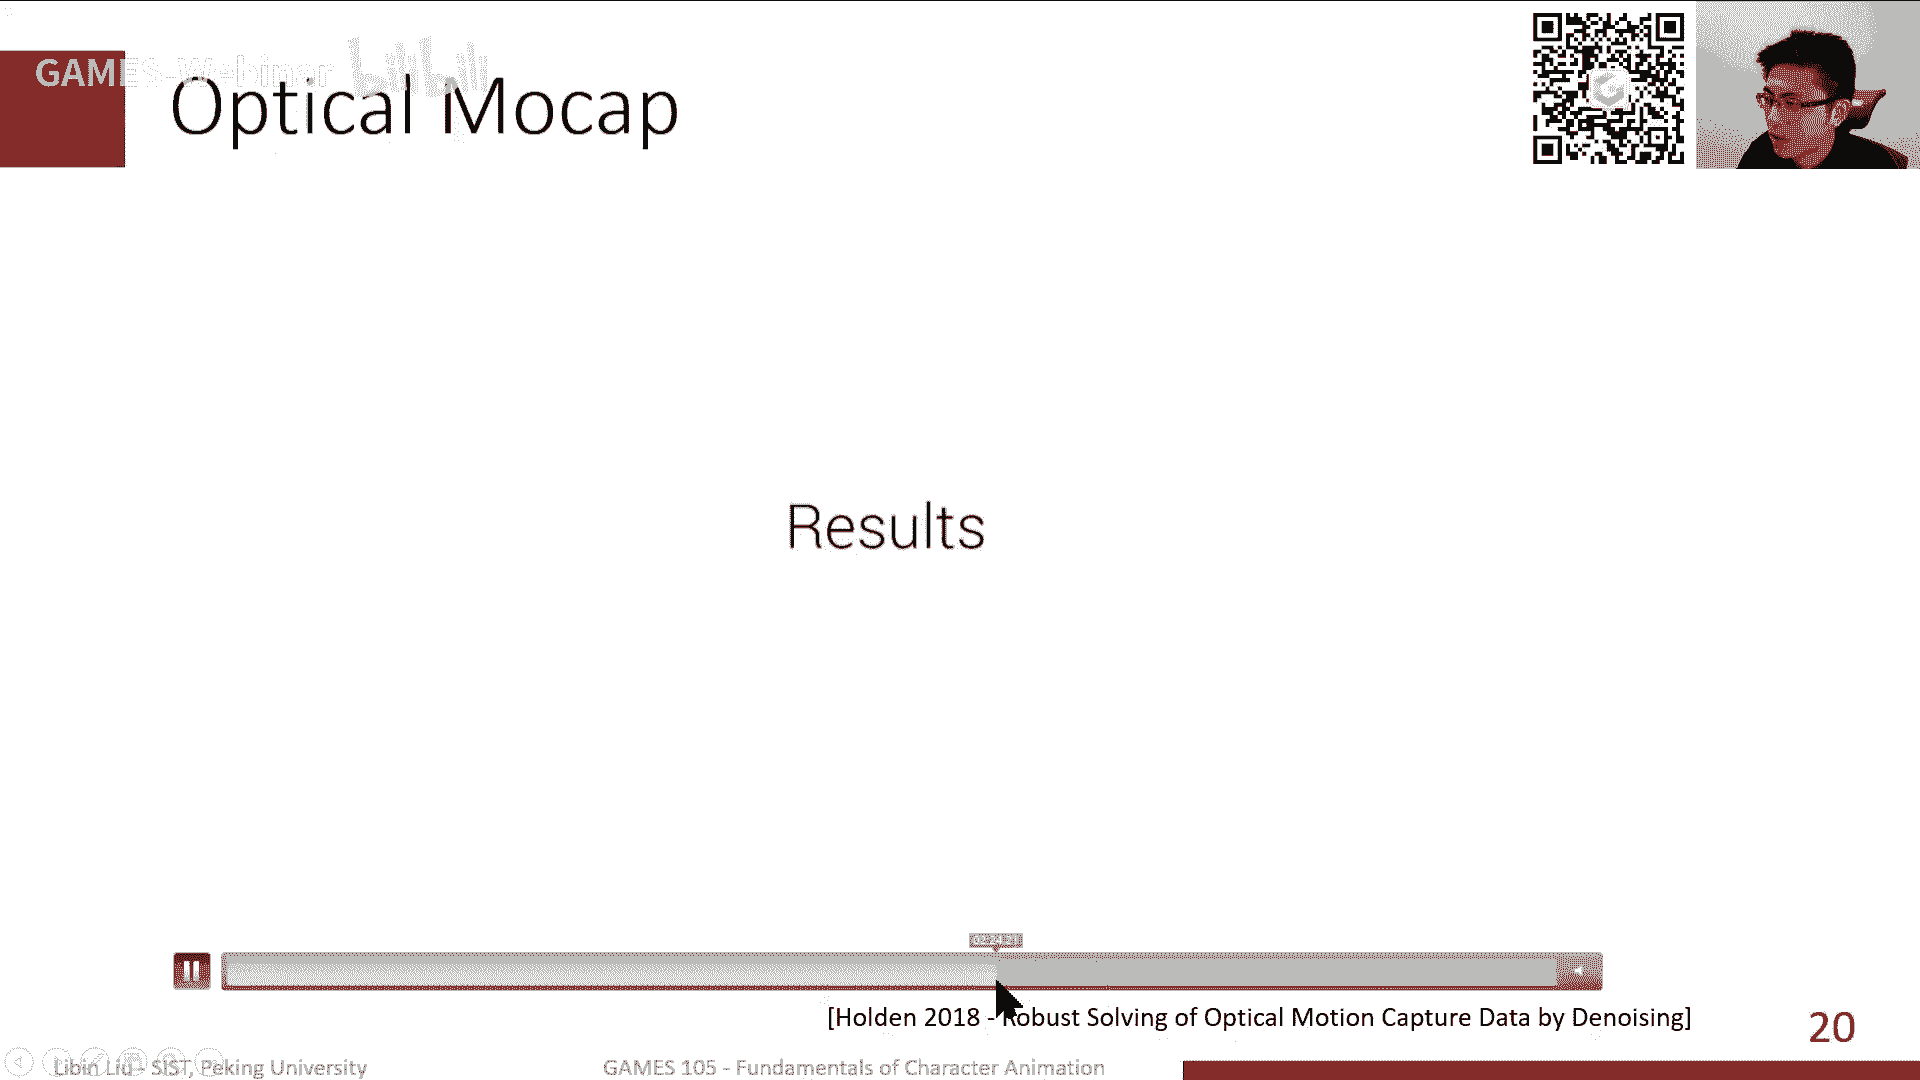 GAMES-Webinar bilibili
Optical Mocap
Results
[Holden 2018 - Robust Solving of Optical Motion Capture Data by Denoising]
20
Libin Liu - SIST, Peking University
GAMES 105 - Fundamentals of Character Animation